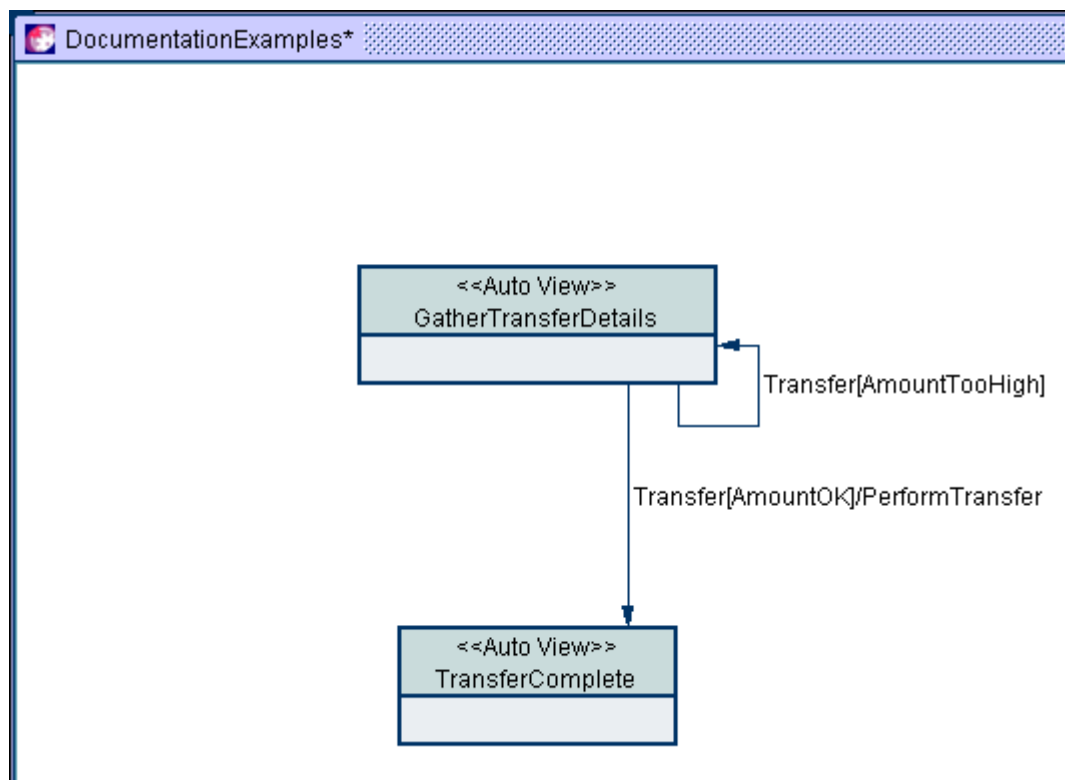 DocumentationExamples*
<<Auto View>>
GatherTransferDetails
Transfer[AmountTooHigh]
Transfer[AmountOK]/PerformTransfer
<<Auto View>>
TransferComplete